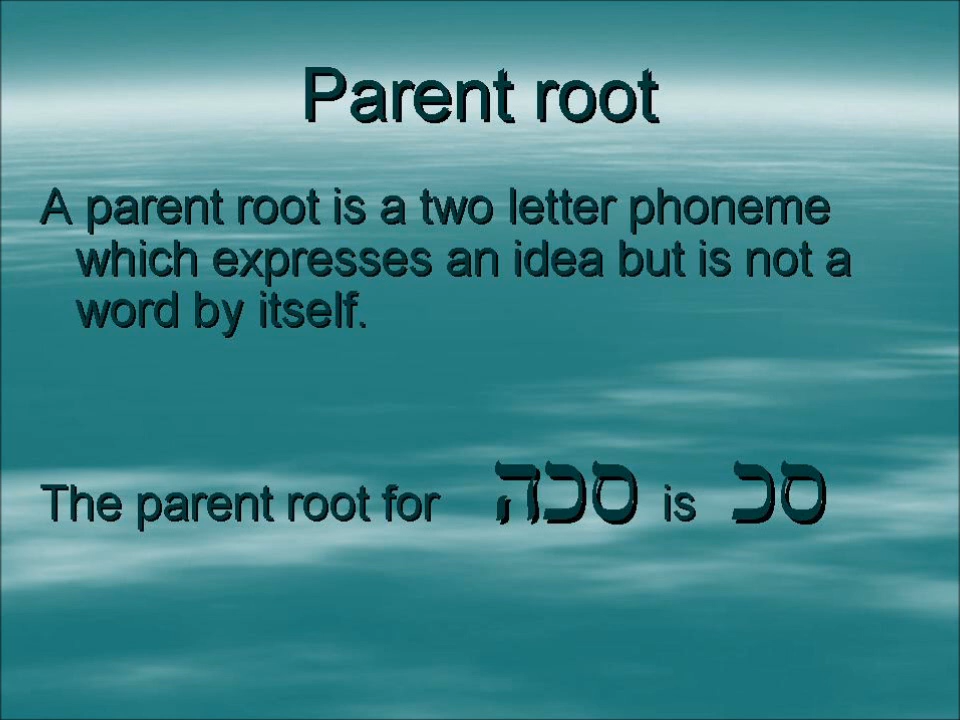 Parent root
A parent root is a two letter phoneme
which expresses an idea but is not a
word by itself.
The parent root for סכה is סכ